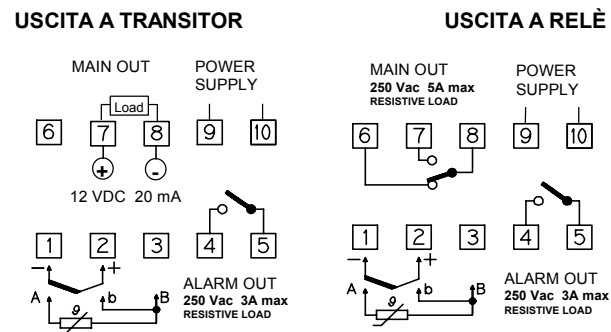 USCITA A TRANSITOR
MAIN OUT
POWER
SUPPLY
Load
6 7 8 9 10
+ -
12 VDC 20 mA
1 2 3 4 5
- +
A b B
ϑ
ALARM OUT
250 Vac 3A max
RESISTIVE LOAD
USCITA A RELÈ
MAIN OUT
250 Vac 5A max
RESISTIVE LOAD
POWER
SUPPLY
6 7 8 9 10
1 2 3 4 5
- +
A b B
ϑ
ALARM OUT
250 Vac 3A max
RESISTIVE LOAD